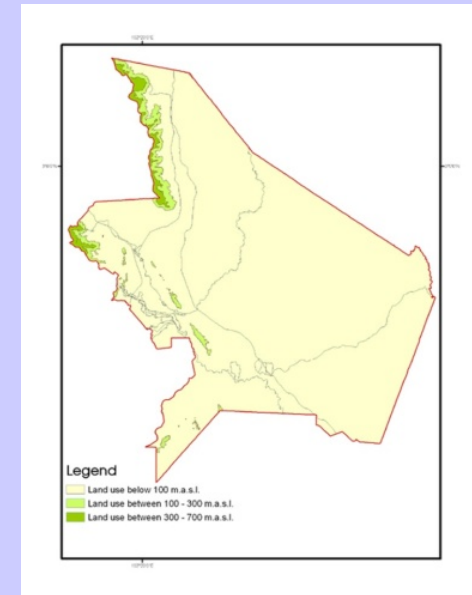 Legend
Land use below 100 m.a.s.l.
Land use between 100 - 300 m.a.s.l.
Land use between 300 - 700 m.a.s.l.